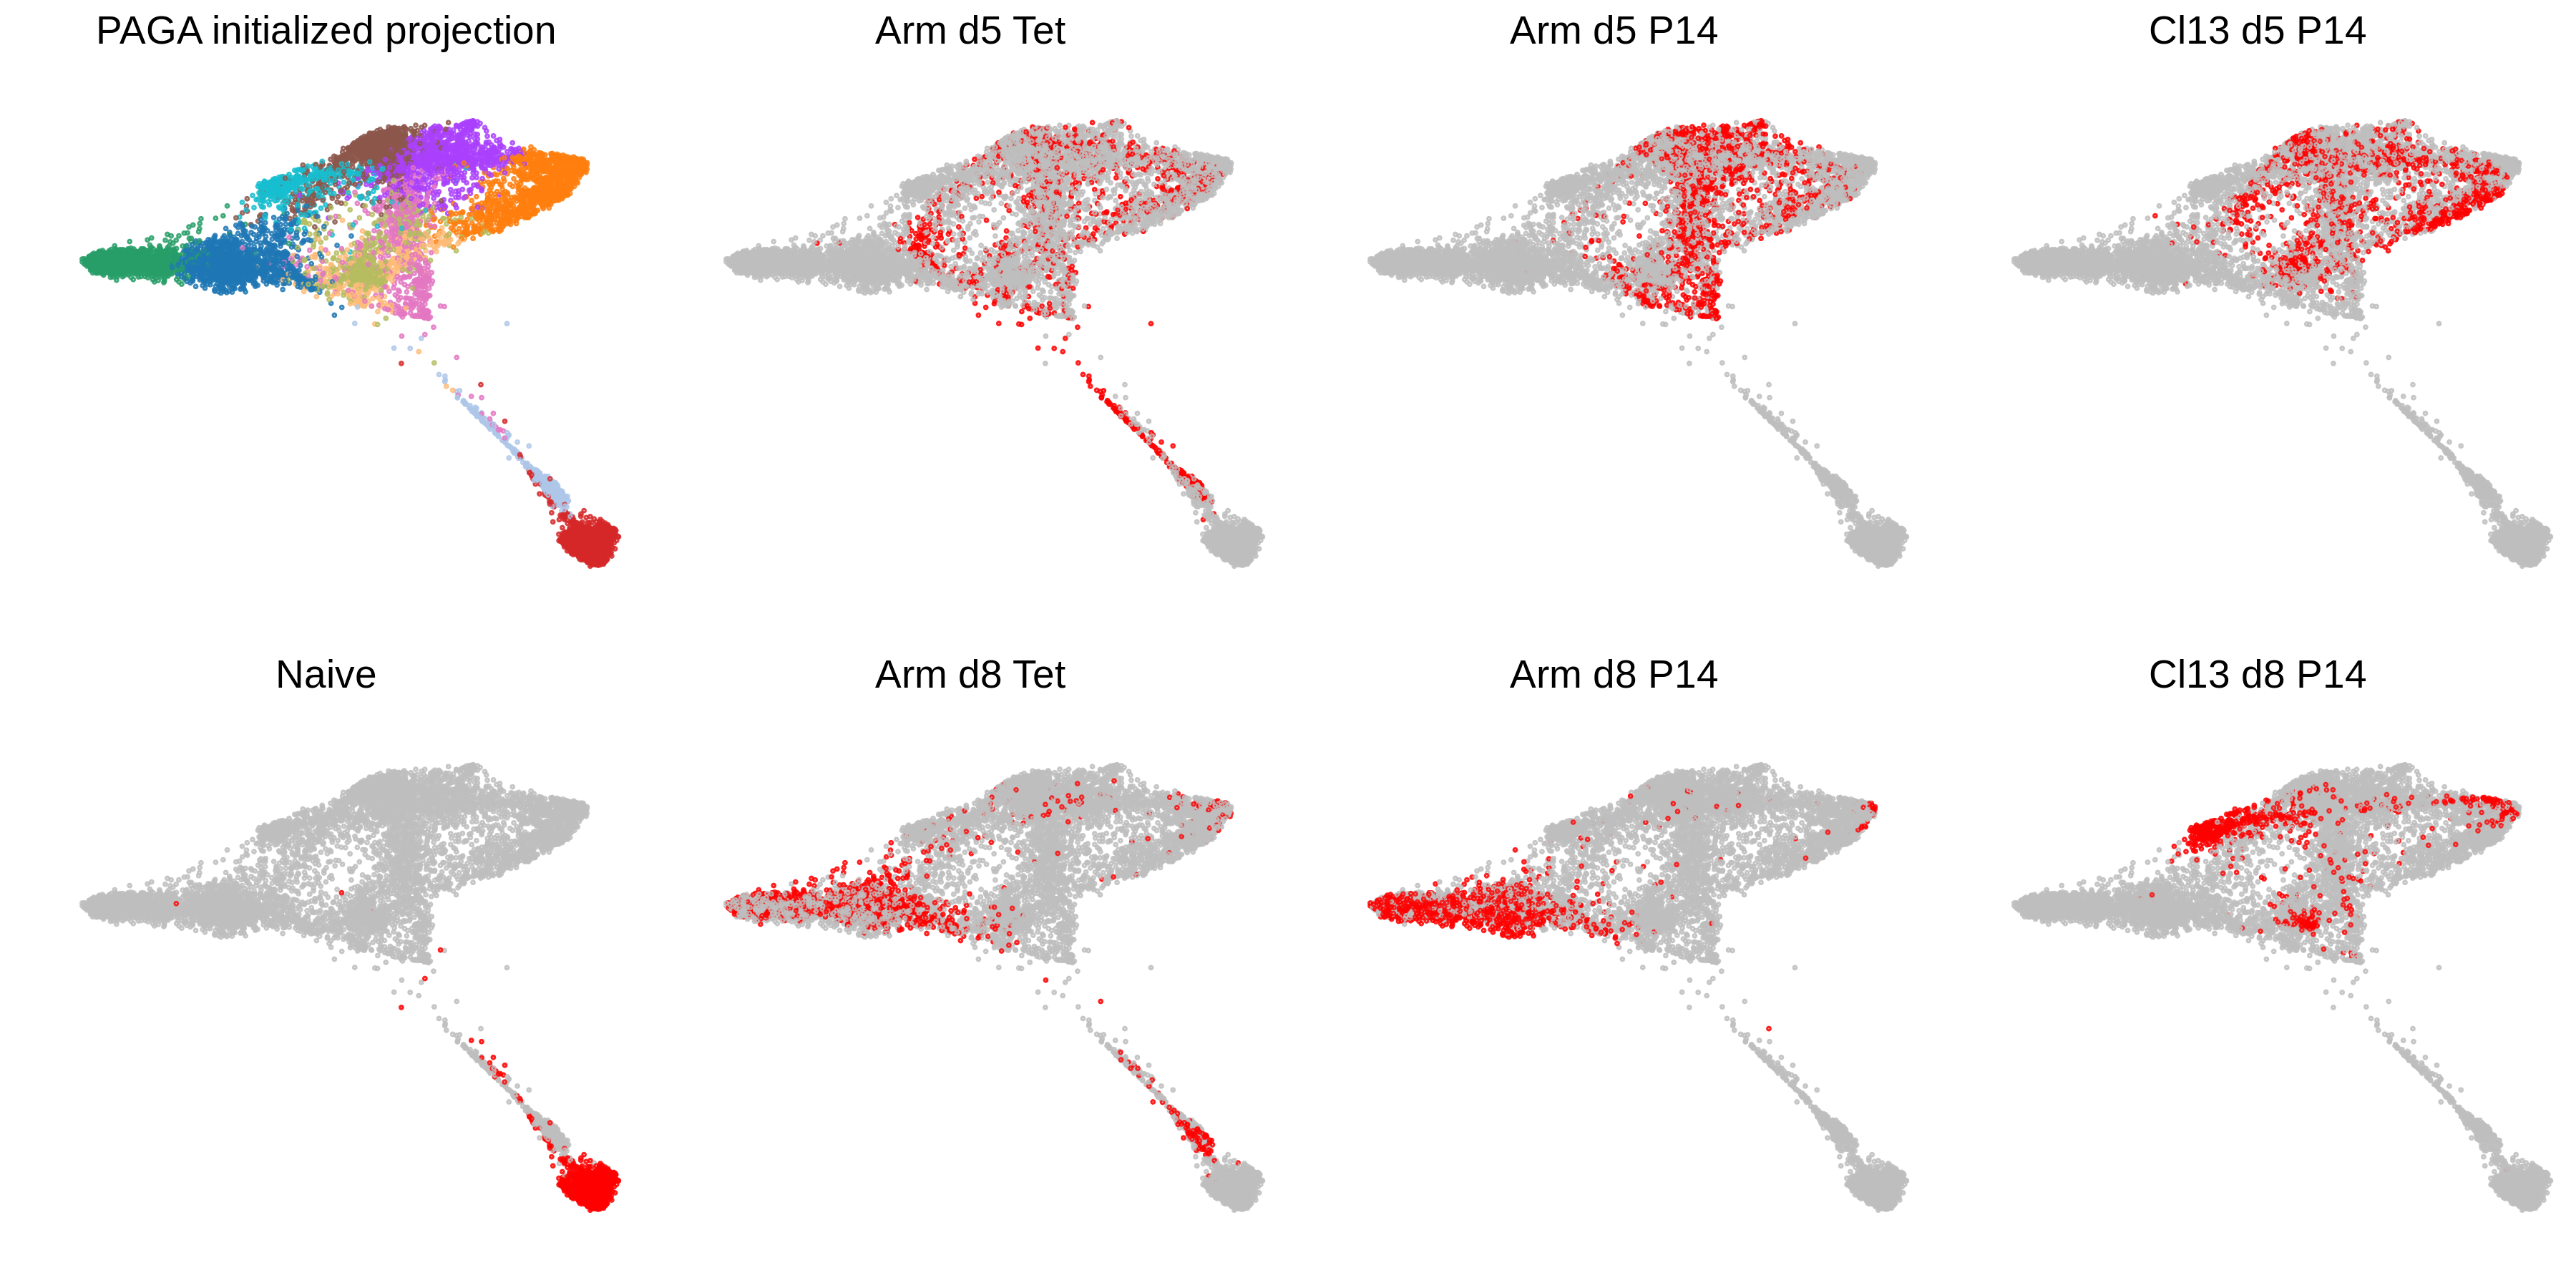 PAGA initialized projection
Arm d5 Tet
Arm d5 P14
Cl13 d5 P14
Naive
Arm d8 Tet
Arm d8 P14
Cl13 d8 P14